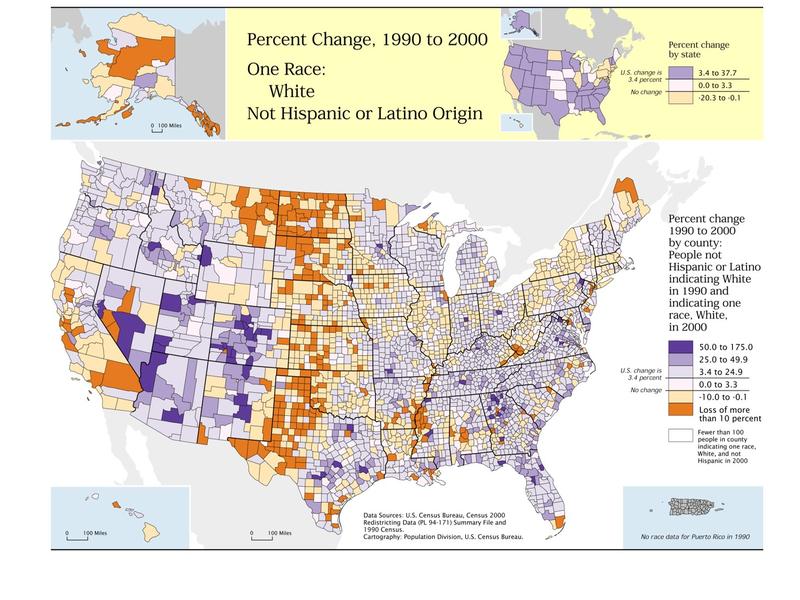 Percent Change, 1990 to 2000
One Race:
White
Not Hispanic or Latino Origin
0 100 Miles
Percent change
by state
U.S. change is
3.4 percent
No change
3.4 to 37.7
0.0 to 3.3
-20.3 to -0.1
Percent change
1990 to 2000
by county:
People not
Hispanic or Latino
indicating White
in 1990 and
indicating one
race, White,
in 2000
U.S. change is
3.4 percent
No change
50.0 to 175.0
25.0 to 49.9
3.4 to 24.9
0.0 to 3.3
-10.0 to -0.1
Loss of more
than 10 percent
Fewer than 100
people in county
indicating one race,
White, and not
Hispanic in 2000
0 100 Miles
0 100 Miles
Data Sources: U.S. Census Bureau, Census 2000
Redistricting Data (PL 94-171) Summary File and
1990 Census.
Cartography: Population Division, U.S. Census Bureau.
No race data for Puerto Rico in 1990